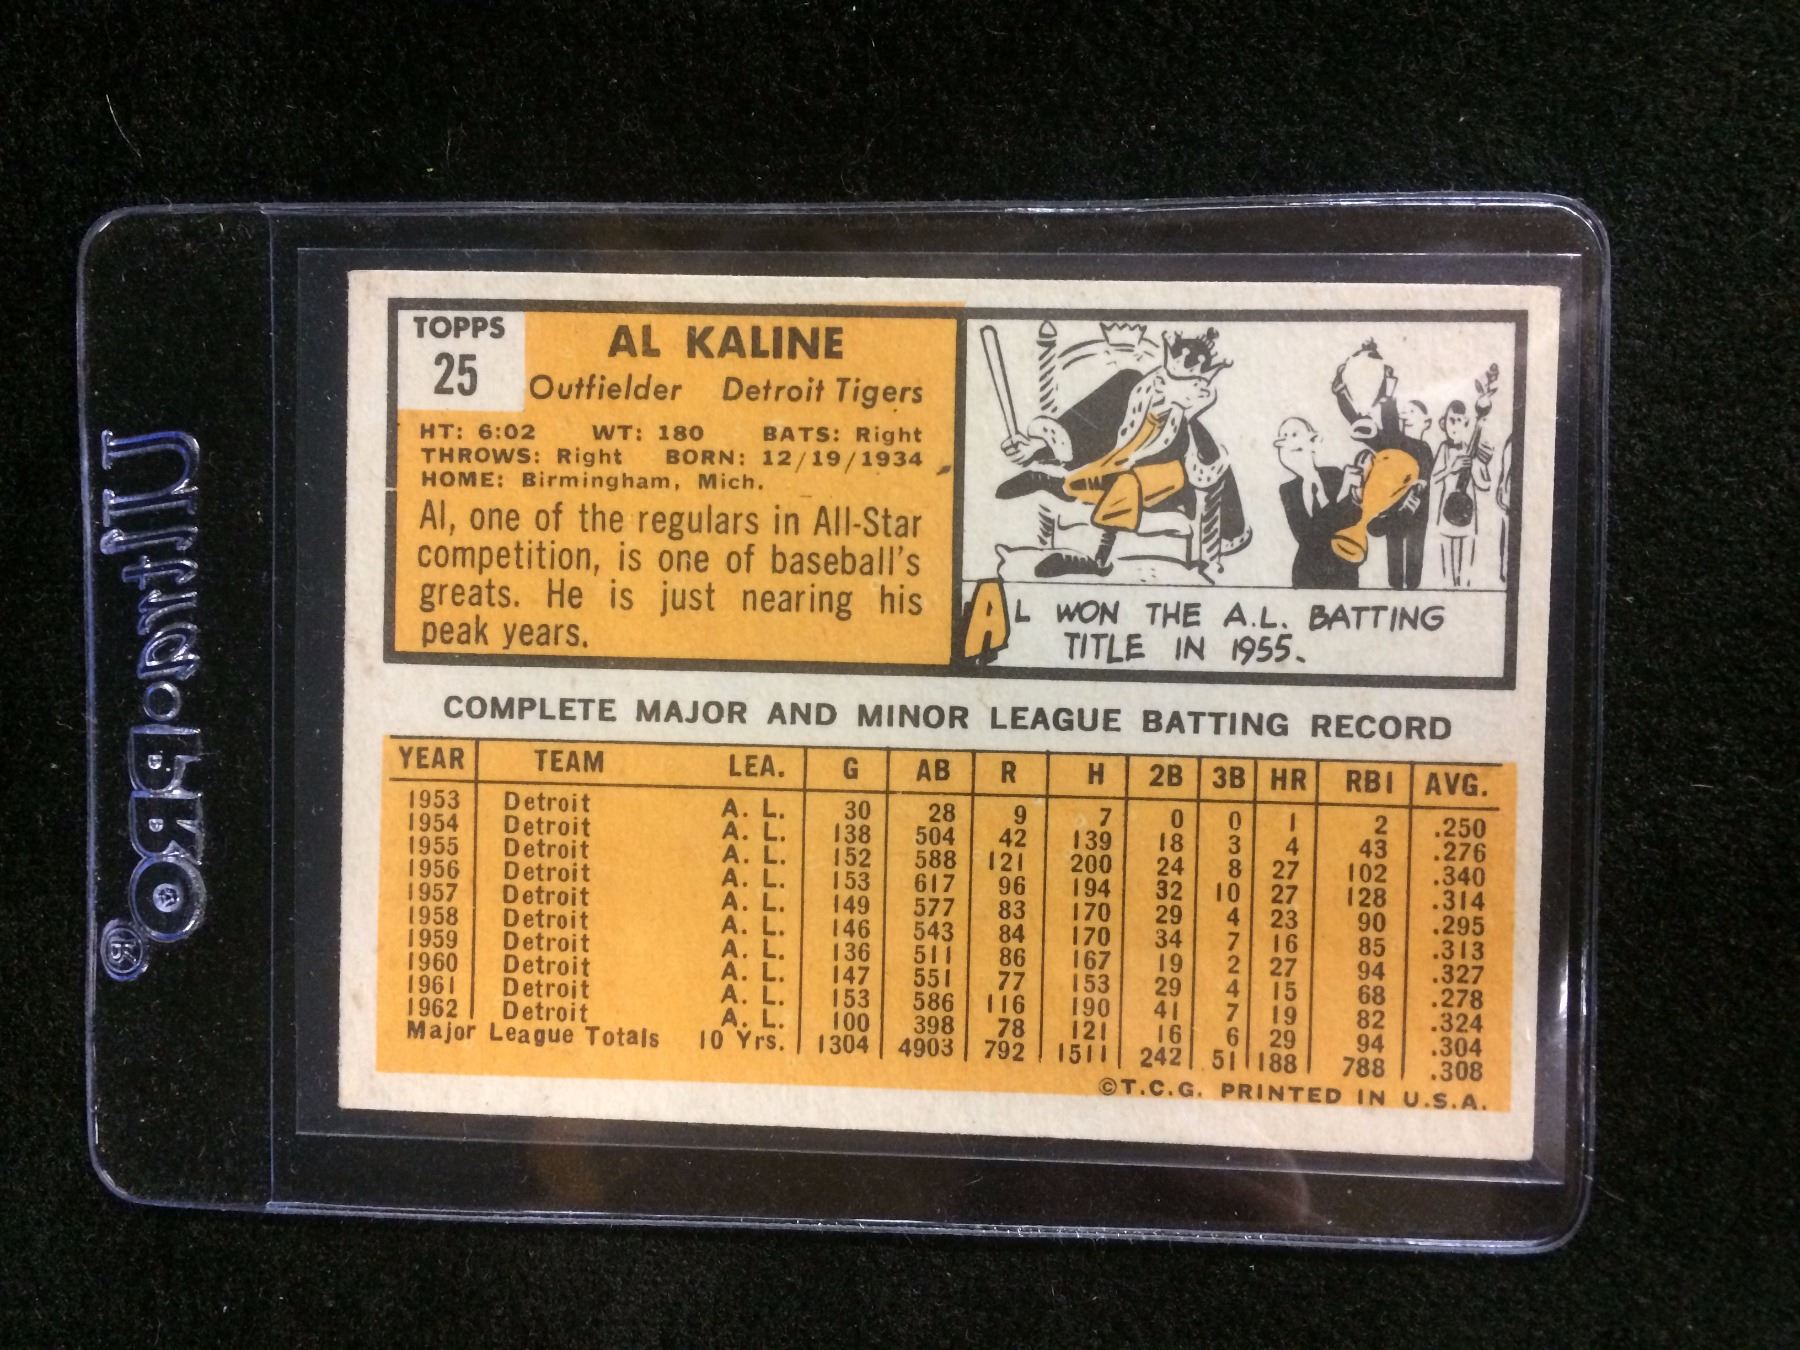 TOPPS
25
AL KALINE
Outfielder Detroit Tigers
HT: 6:02 WT: 180 BATS: Right
THROWS: Right BORN: 12/19/1934
HOME: Birmingham, Mich.
Al, one of the regulars in All-Star
competition, is one of baseball's
greats. He is just nearing his
peak years.
AL WON THE A.L. BATTING
TITLE IN 1955.
COMPLETE MAJOR AND MINOR LEAGUE BATTING RECORD
YEAR TEAM LEA. G AB R H 2B 3B HR RBI AVG.
1953 Detroit A. L. 30 28 9 7 0 0 1 2 .250
1954 Detroit A. L. 138 504 42 139 18 3 4 43 .276
1955 Detroit A. L. 152 588 121 200 24 8 27 102 .340
1956 Detroit A. L. 153 617 96 194 32 10 27 128 .314
1957 Detroit A. L. 149 577 83 170 29 4 23 90 .295
1958 Detroit A. L. 146 543 84 170 34 7 16 85 .313
1959 Detroit A. L. 136 511 86 167 19 2 27 94 .327
1960 Detroit A. L. 147 551 77 153 29 4 15 68 .278
1961 Detroit A. L. 153 586 116 190 41 7 19 82 .324
1962 Detroit A. L. 100 398 78 121 16 6 29 94 .304
Major League Totals 10 Yrs. 1304 4903 792 1511 242 51 188 788 .308
©T.C.G. PRINTED IN U.S.A.
Ultra•PRO®